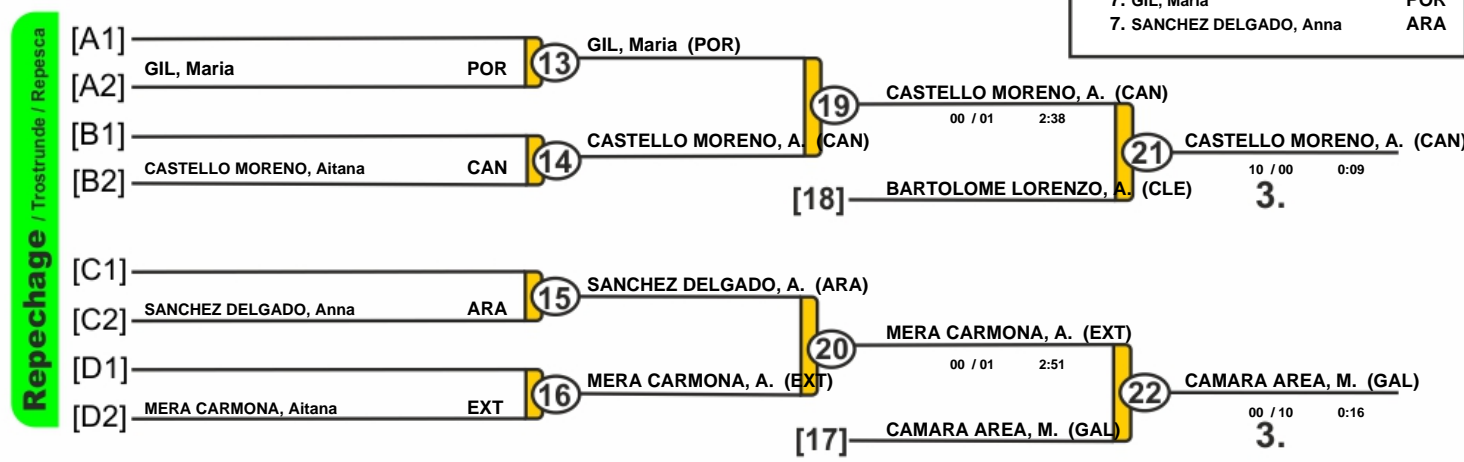 7. GIL, Maria POR
7. SANCHEZ DELGADO, Anna ARA
Repechage / Trostrunde / Repesca
[A1]
GIL, Maria POR
[A2]
13
GIL, Maria (POR)
[B1]
CASTELLO MORENO, Aitana CAN
[B2]
14
CASTELLO MORENO, A. (CAN)
19
CASTELLO MORENO, A. (CAN)
00 / 01 2:38
[18]
BARTOLOME LORENZO, A. (CLE)
21
CASTELLO MORENO, A. (CAN)
10 / 00 0:09
3.
[C1]
SANCHEZ DELGADO, Anna ARA
[C2]
15
SANCHEZ DELGADO, A. (ARA)
[D1]
MERA CARMONA, Aitana EXT
[D2]
16
MERA CARMONA, A. (EXT)
20
MERA CARMONA, A. (EXT)
00 / 01 2:51
[17]
CAMARA AREA, M. (GAL)
22
CAMARA AREA, M. (GAL)
00 / 10 0:16
3.